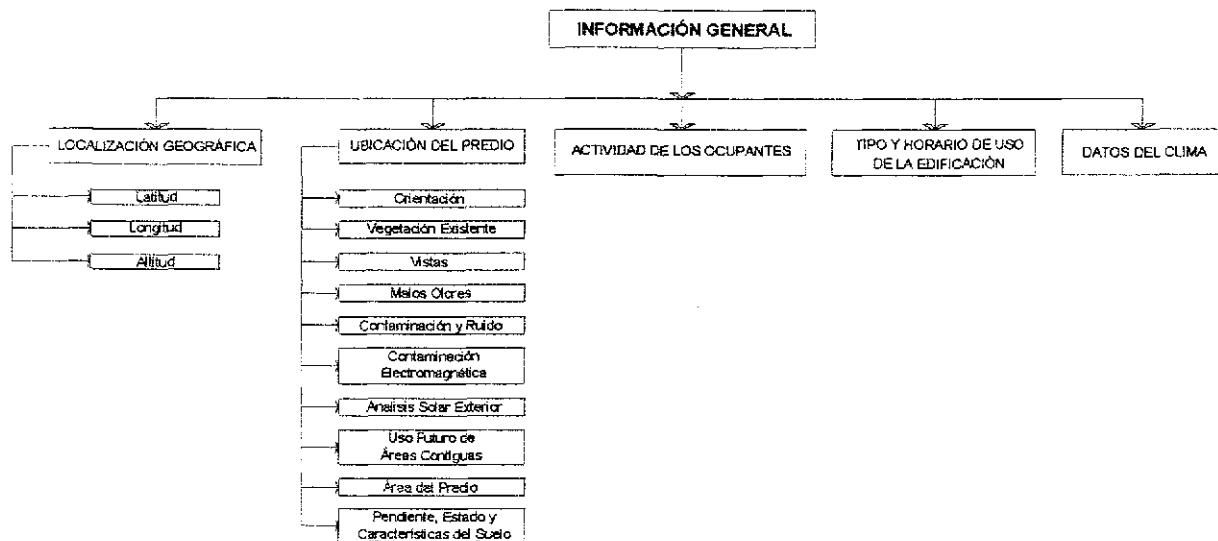 INFORMACIÓN GENERAL
LOCALIZACIÓN GEOGRÁFICA
Latitud
Longitud
Altitud
UBICACIÓN DEL PREDIO
Orientación
Vegetación Existente
Vistas
Malos Olores
Contaminación y Ruido
Contaminación
Electromagnética
Analisis Solar Exterior
Uso Futuro de
Áreas Contiguas
Área del Predio
Pendiente, Estado y
Características del Suelo
ACTIVIDAD DE LOS OCUPANTES
TIPO Y HORARIO DE USO
DE LA EDIFICACIÓN
DATOS DEL CLIMA